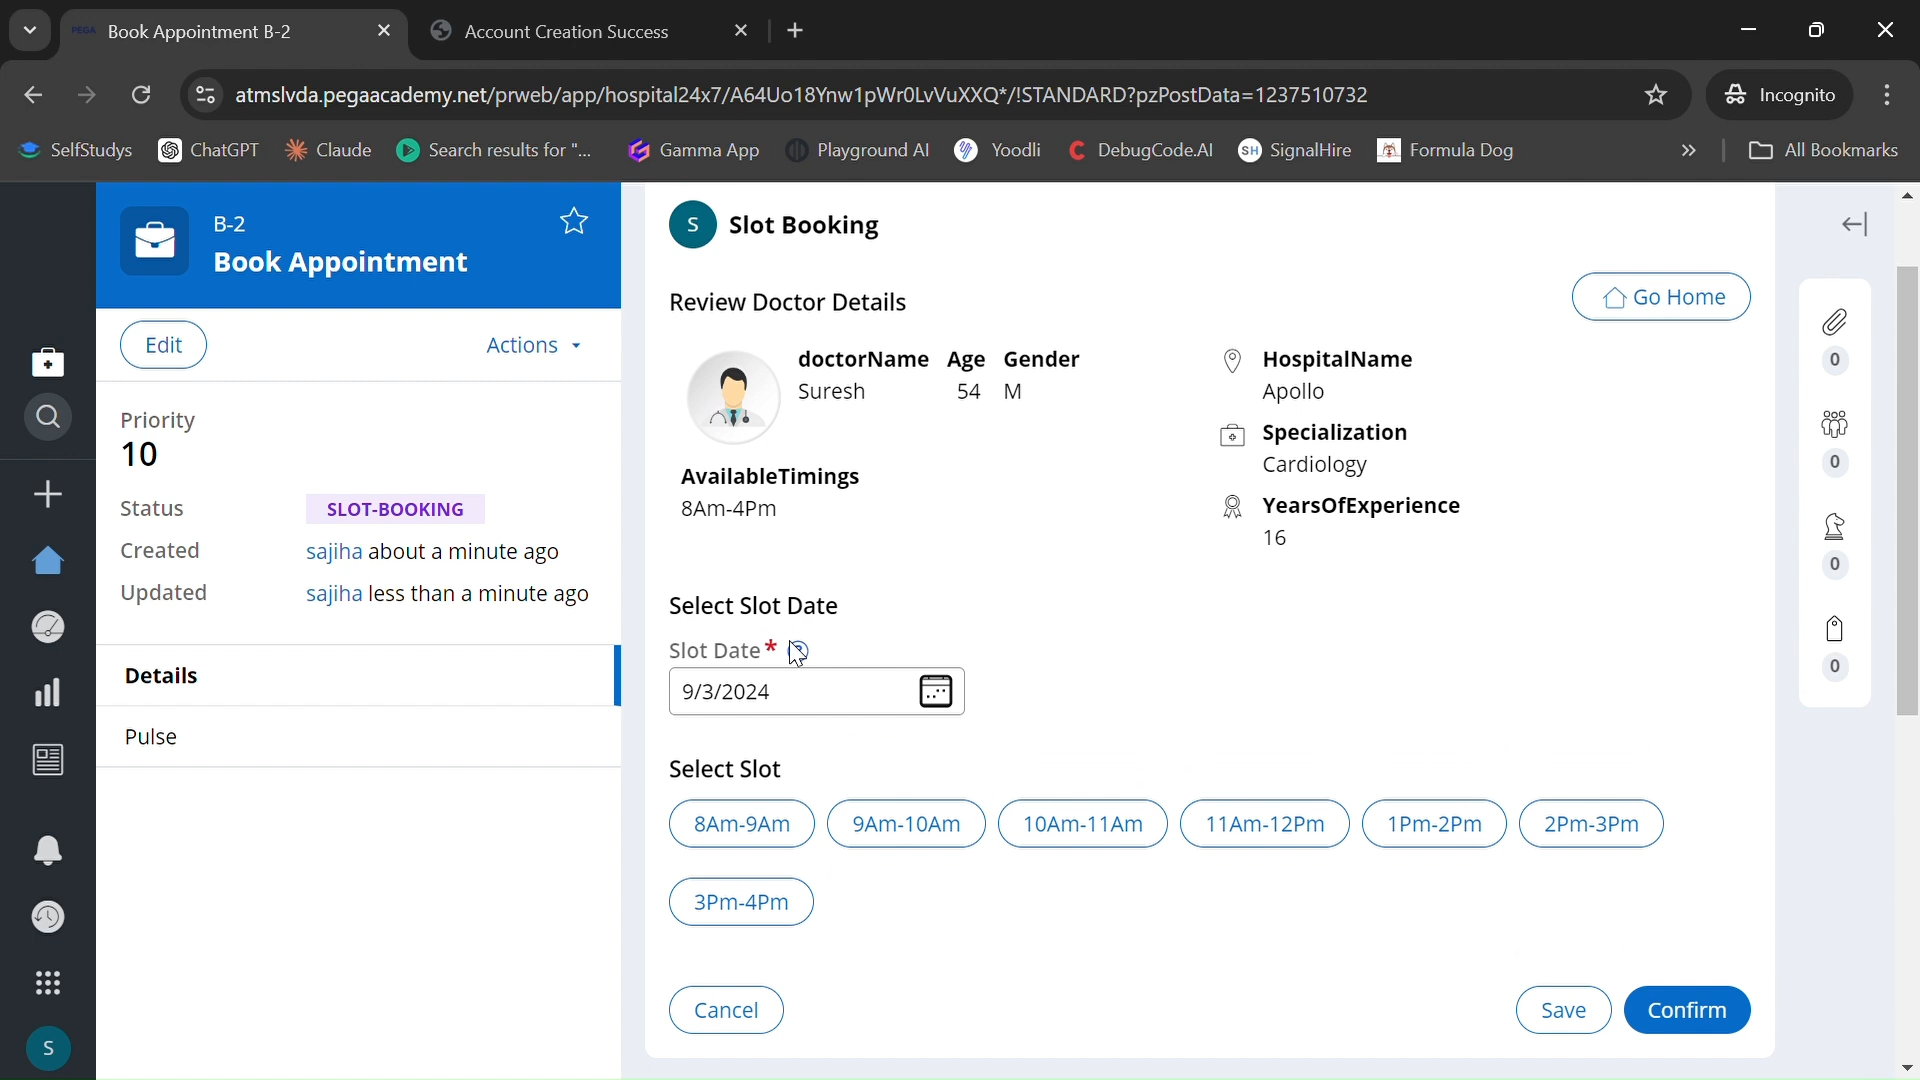 PEGA Book Appointment B-2
Account Creation Success
atmslvda.pegaacademy.net/prweb/app/hospital24x7/A64Uo18Ynw1pWr0LvVuXXQ*/!STANDARD?pzPostData=1237510732
Incognito
SelfStudys
ChatGPT
Claude
Search results for "...
Gamma App
Playground AI
Yoodli
C DebugCode.AI
SH SignalHire
Formula Dog
All Bookmarks
B-2
Book Appointment
Edit
Actions
Priority
10
Status SLOT-BOOKING
Created sajiha about a minute ago
Updated sajiha less than a minute ago
Details
Pulse
S
S Slot Booking
Review Doctor Details
Go Home
doctorName Age Gender
Suresh 54 M
HospitalName
Apollo
Specialization
Cardiology
AvailableTimings
8Am-4Pm
YearsOfExperience
16
Select Slot Date
Slot Date*
9/3/2024
Select Slot
8Am-9Am 9Am-10Am 10Am-11Am 11Am-12Pm 1Pm-2Pm 2Pm-3Pm
3Pm-4Pm
Cancel
Save
Confirm
0
0
0
0